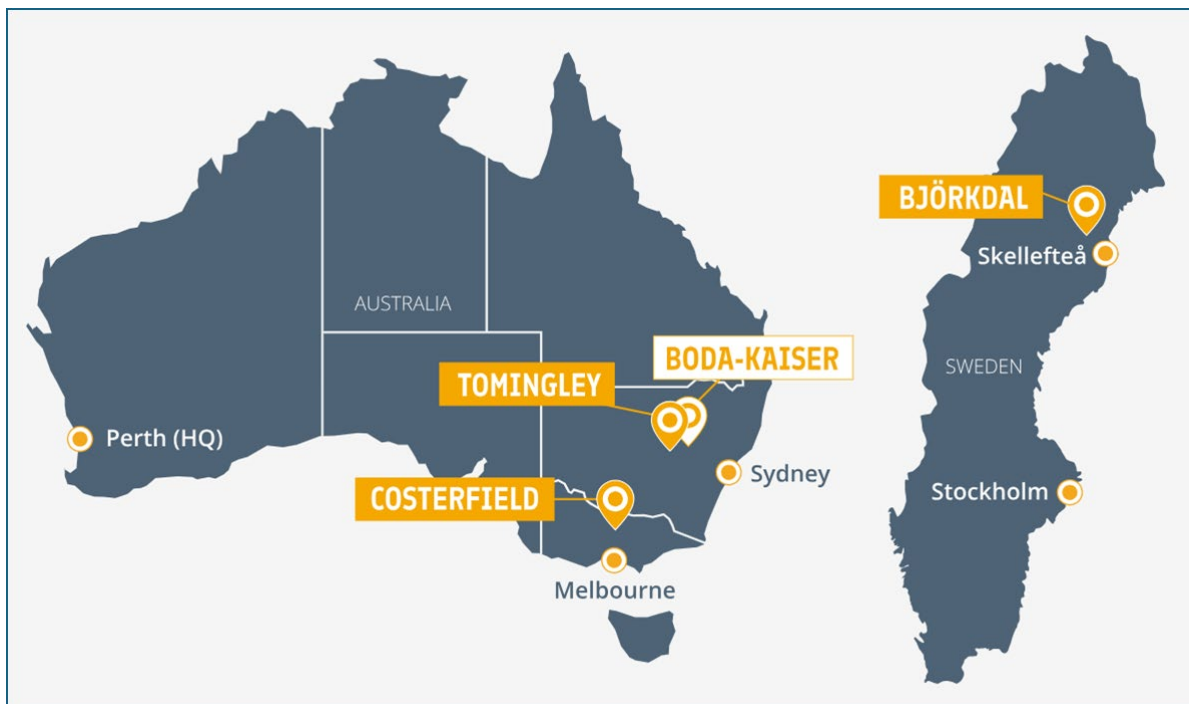 BJÖRKDAL
Skellefteå
AUSTRALIA
BODA-KAISER
TOMINGLEY
SWEDEN
Perth (HQ)
Sydney
COSTERFIELD
Stockholm
Melbourne